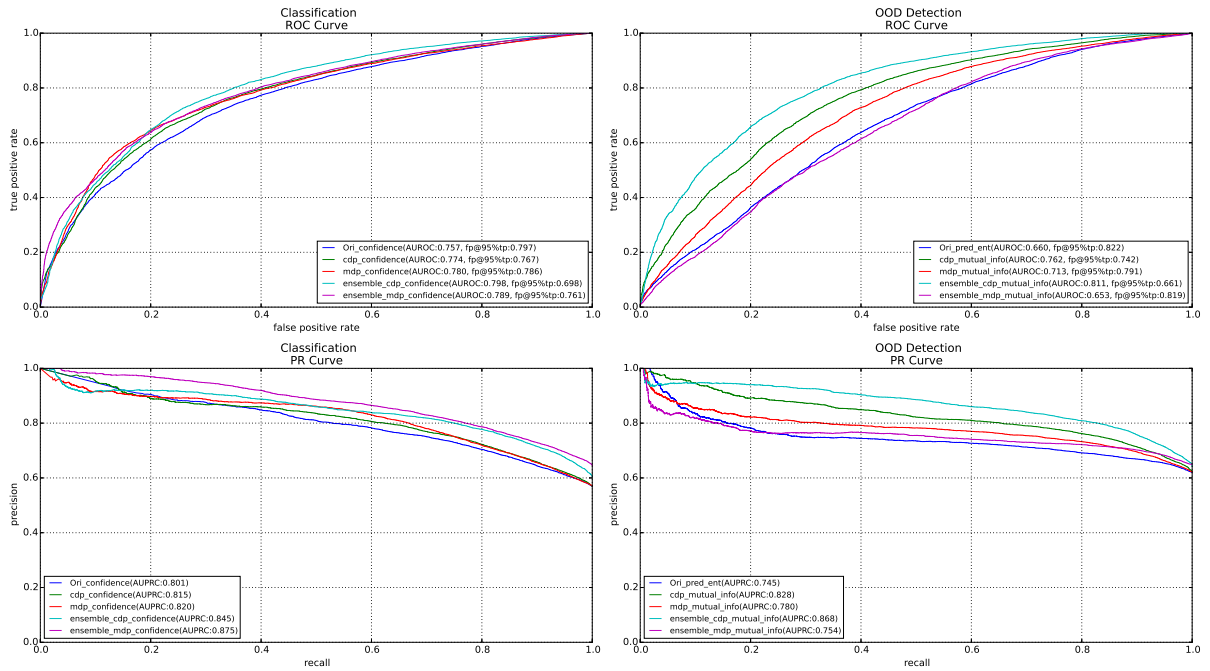 Classification
ROC Curve
1.0
0.8
0.6
0.4
0.2
0.0
true positive rate
Ori_confidence(AUROC:0.757, fp@95%tp:0.797)
cdp_confidence(AUROC:0.774, fp@95%tp:0.767)
mdp_confidence(AUROC:0.780, fp@95%tp:0.786)
ensemble_cdp_confidence(AUROC:0.798, fp@95%tp:0.698)
ensemble_mdp_confidence(AUROC:0.789, fp@95%tp:0.761)
0.0 0.2 0.4 0.6 0.8 1.0
false positive rate
OOD Detection
ROC Curve
1.0
0.8
0.6
0.4
0.2
0.0
true positive rate
Ori_pred_ent(AUROC:0.660, fp@95%tp:0.822)
cdp_mutual_info(AUROC:0.762, fp@95%tp:0.742)
mdp_mutual_info(AUROC:0.713, fp@95%tp:0.791)
ensemble_cdp_mutual_info(AUROC:0.811, fp@95%tp:0.661)
ensemble_mdp_mutual_info(AUROC:0.653, fp@95%tp:0.819)
0.0 0.2 0.4 0.6 0.8 1.0
false positive rate
Classification
PR Curve
1.0
0.8
0.6
0.4
0.2
0.0
precision
Ori_confidence(AUPRC:0.801)
cdp_confidence(AUPRC:0.815)
mdp_confidence(AUPRC:0.820)
ensemble_cdp_confidence(AUPRC:0.845)
ensemble_mdp_confidence(AUPRC:0.875)
0.0 0.2 0.4 0.6 0.8 1.0
recall
OOD Detection
PR Curve
1.0
0.8
0.6
0.4
0.2
0.0
precision
Ori_pred_ent(AUPRC:0.745)
cdp_mutual_info(AUPRC:0.828)
mdp_mutual_info(AUPRC:0.780)
ensemble_cdp_mutual_info(AUPRC:0.868)
ensemble_mdp_mutual_info(AUPRC:0.754)
0.0 0.2 0.4 0.6 0.8 1.0
recall